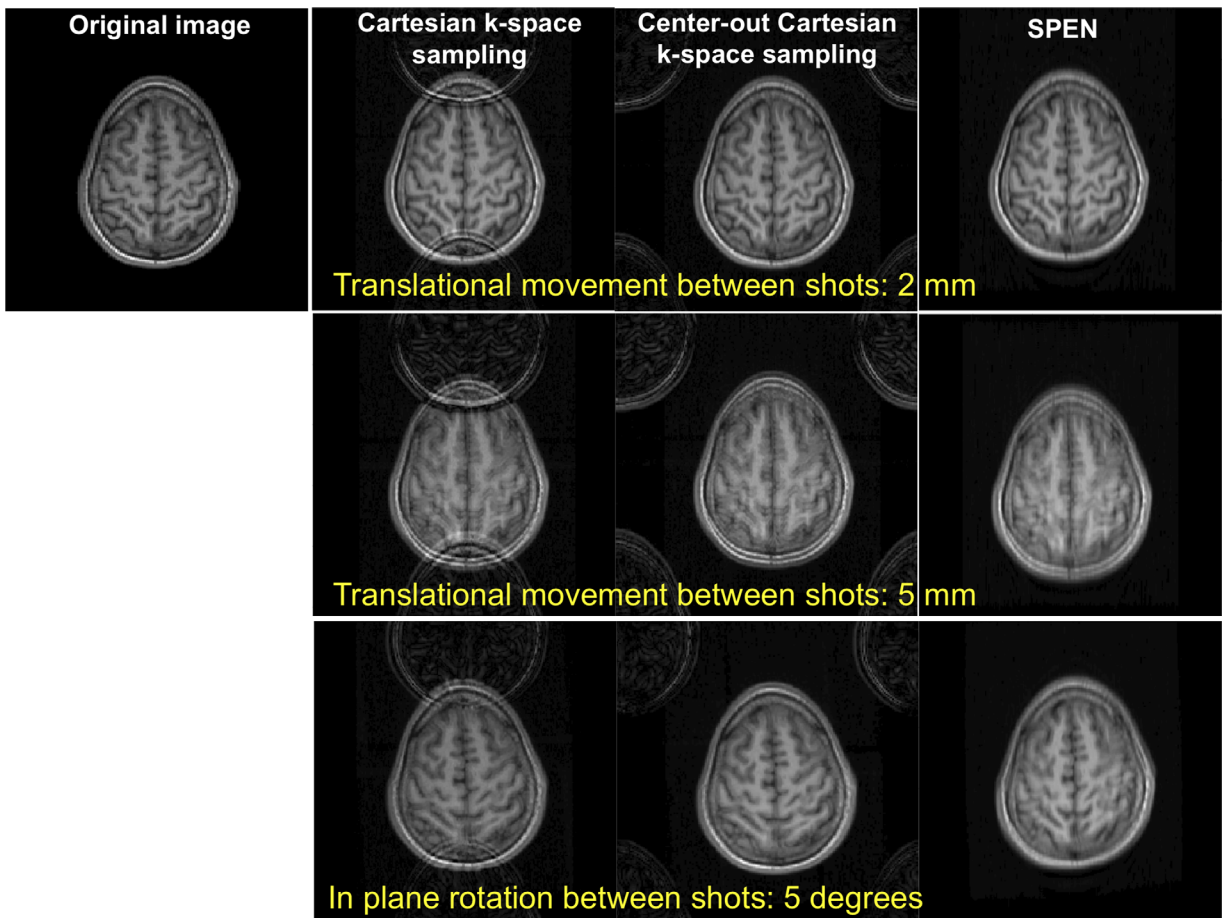 Original image
Cartesian k-space
sampling
Center-out Cartesian
k-space sampling
SPEN
Translational movement between shots: 2 mm
Translational movement between shots: 5 mm
In plane rotation between shots: 5 degrees